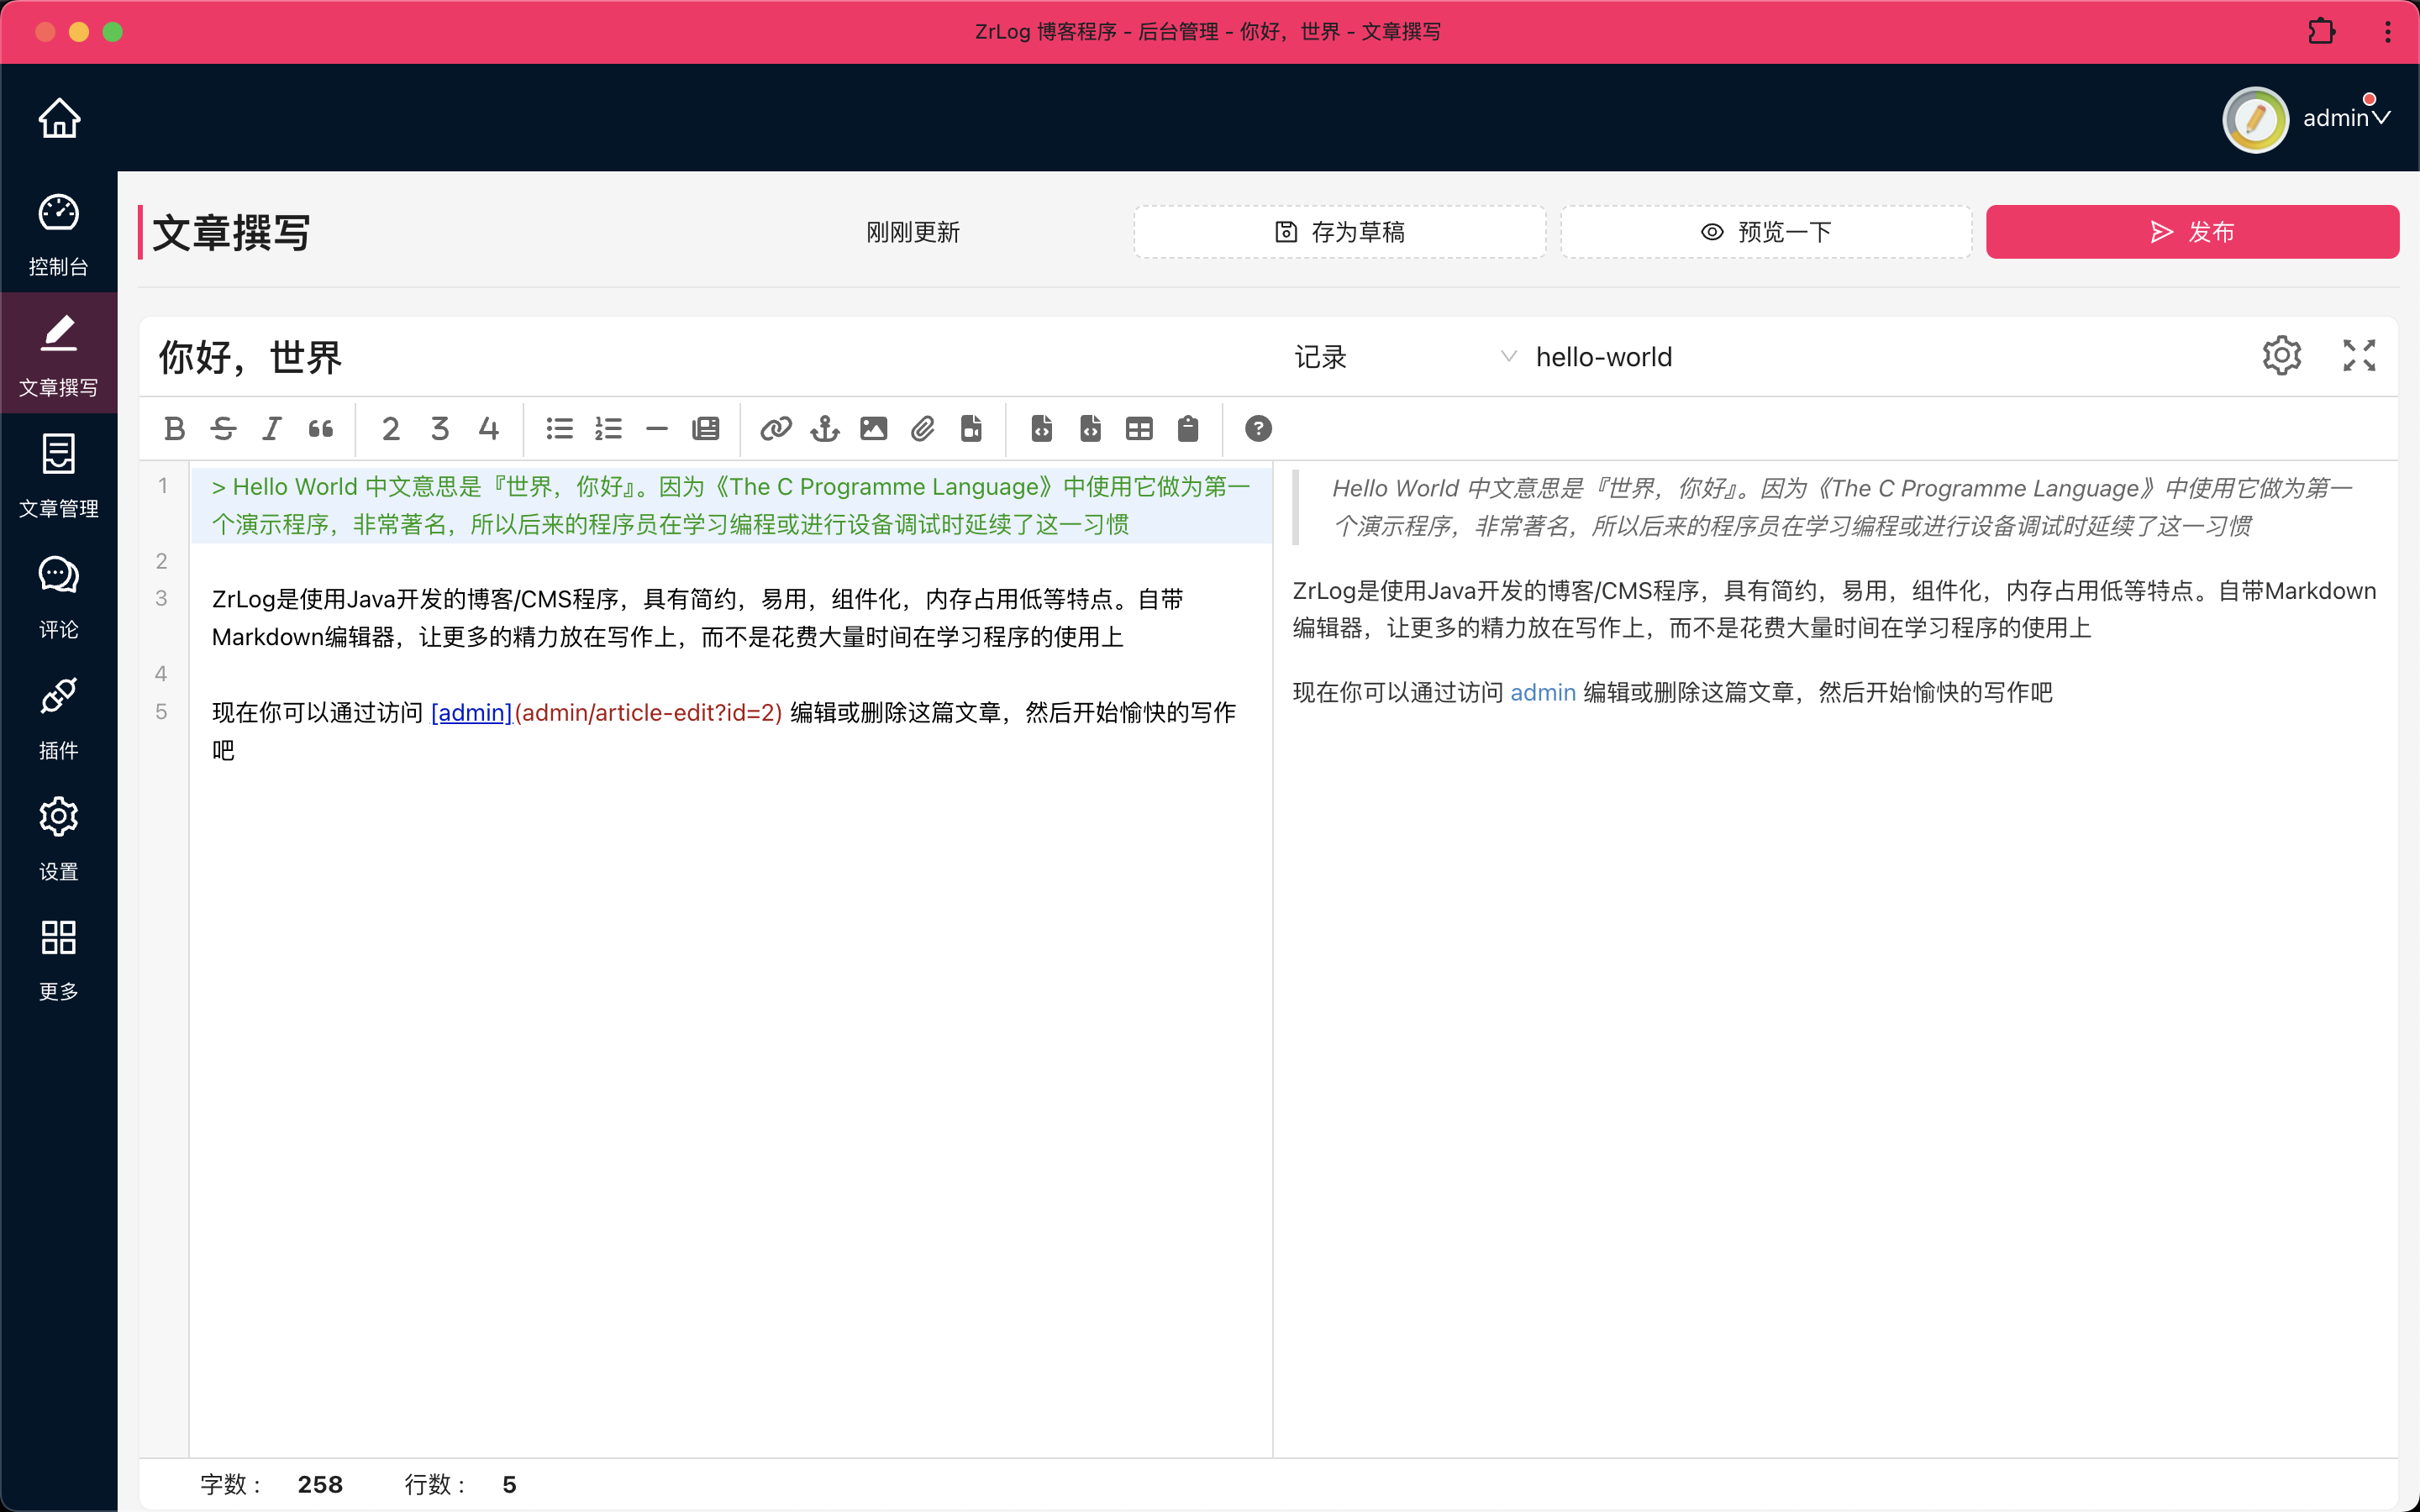 ZrLog 博客程序 - 后台管理 - 你好，世界 - 文章撰写
admin
控制台
文章撰写
文章管理
评论
插件
设置
更多
文章撰写
刚刚更新
存为草稿
预览一下
发布
你好，世界
记录
hello-world
2 3 4
1
> Hello World 中文意思是『世界，你好』。因为《The C Programme Language》中使用它做为第一
个演示程序，非常著名，所以后来的程序员在学习编程或进行设备调试时延续了这一习惯
2
3
ZrLog是使用Java开发的博客/CMS程序，具有简约，易用，组件化，内存占用低等特点。自带
Markdown编辑器，让更多的精力放在写作上，而不是花费大量时间在学习程序的使用上
4
5
现在你可以通过访问 [admin](admin/article-edit?id=2) 编辑或删除这篇文章，然后开始愉快的写作
吧
Hello World 中文意思是『世界，你好』。因为《The C Programme Language》中使用它做为第一
个演示程序，非常著名，所以后来的程序员在学习编程或进行设备调试时延续了这一习惯
ZrLog是使用Java开发的博客/CMS程序，具有简约，易用，组件化，内存占用低等特点。自带Markdown
编辑器，让更多的精力放在写作上，而不是花费大量时间在学习程序的使用上
现在你可以通过访问 admin 编辑或删除这篇文章，然后开始愉快的写作吧
字数： 258 行数： 5